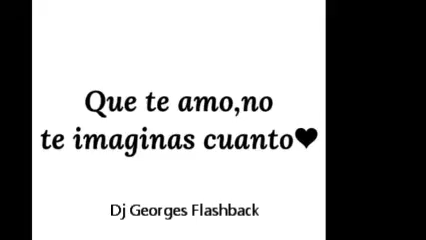 Que te amo,no
te imaginas cuanto♥
Dj Georges Flashback